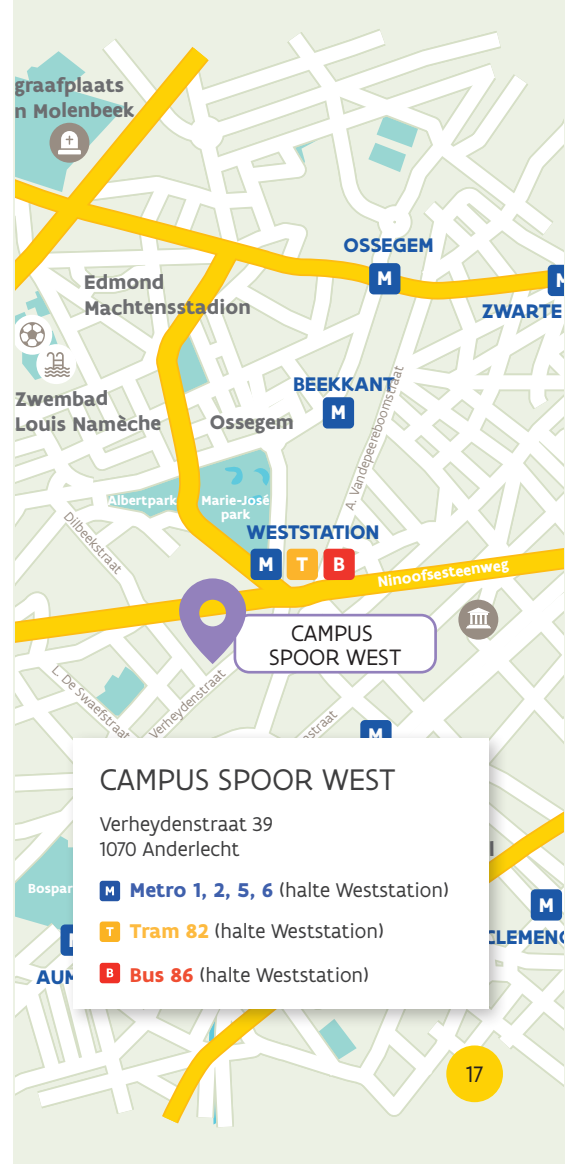 graafplaats
n Molenbeek
OSSEGEM
M
M
ZWARTE
Edmond
Machtensstadion
BEEKKANT
M
Zwembad
Louis Namèche
Ossegem
A. Vandepeereboomstraat
Albertpark
Marie-José
park
Dilbeekstraat
WESTSTATION
M T B
Ninoofsesteenweg
CAMPUS
SPOOR WEST
L. De Swaefstraat
Verheydenstraat
nstraat
M
CAMPUS SPOOR WEST
Verheydenstraat 39
1070 Anderlecht
M Metro 1, 2, 5, 6 (halte Weststation)
T Tram 82 (halte Weststation)
B Bus 86 (halte Weststation)
Bospar
M
CLEMENC
AUM
l
17